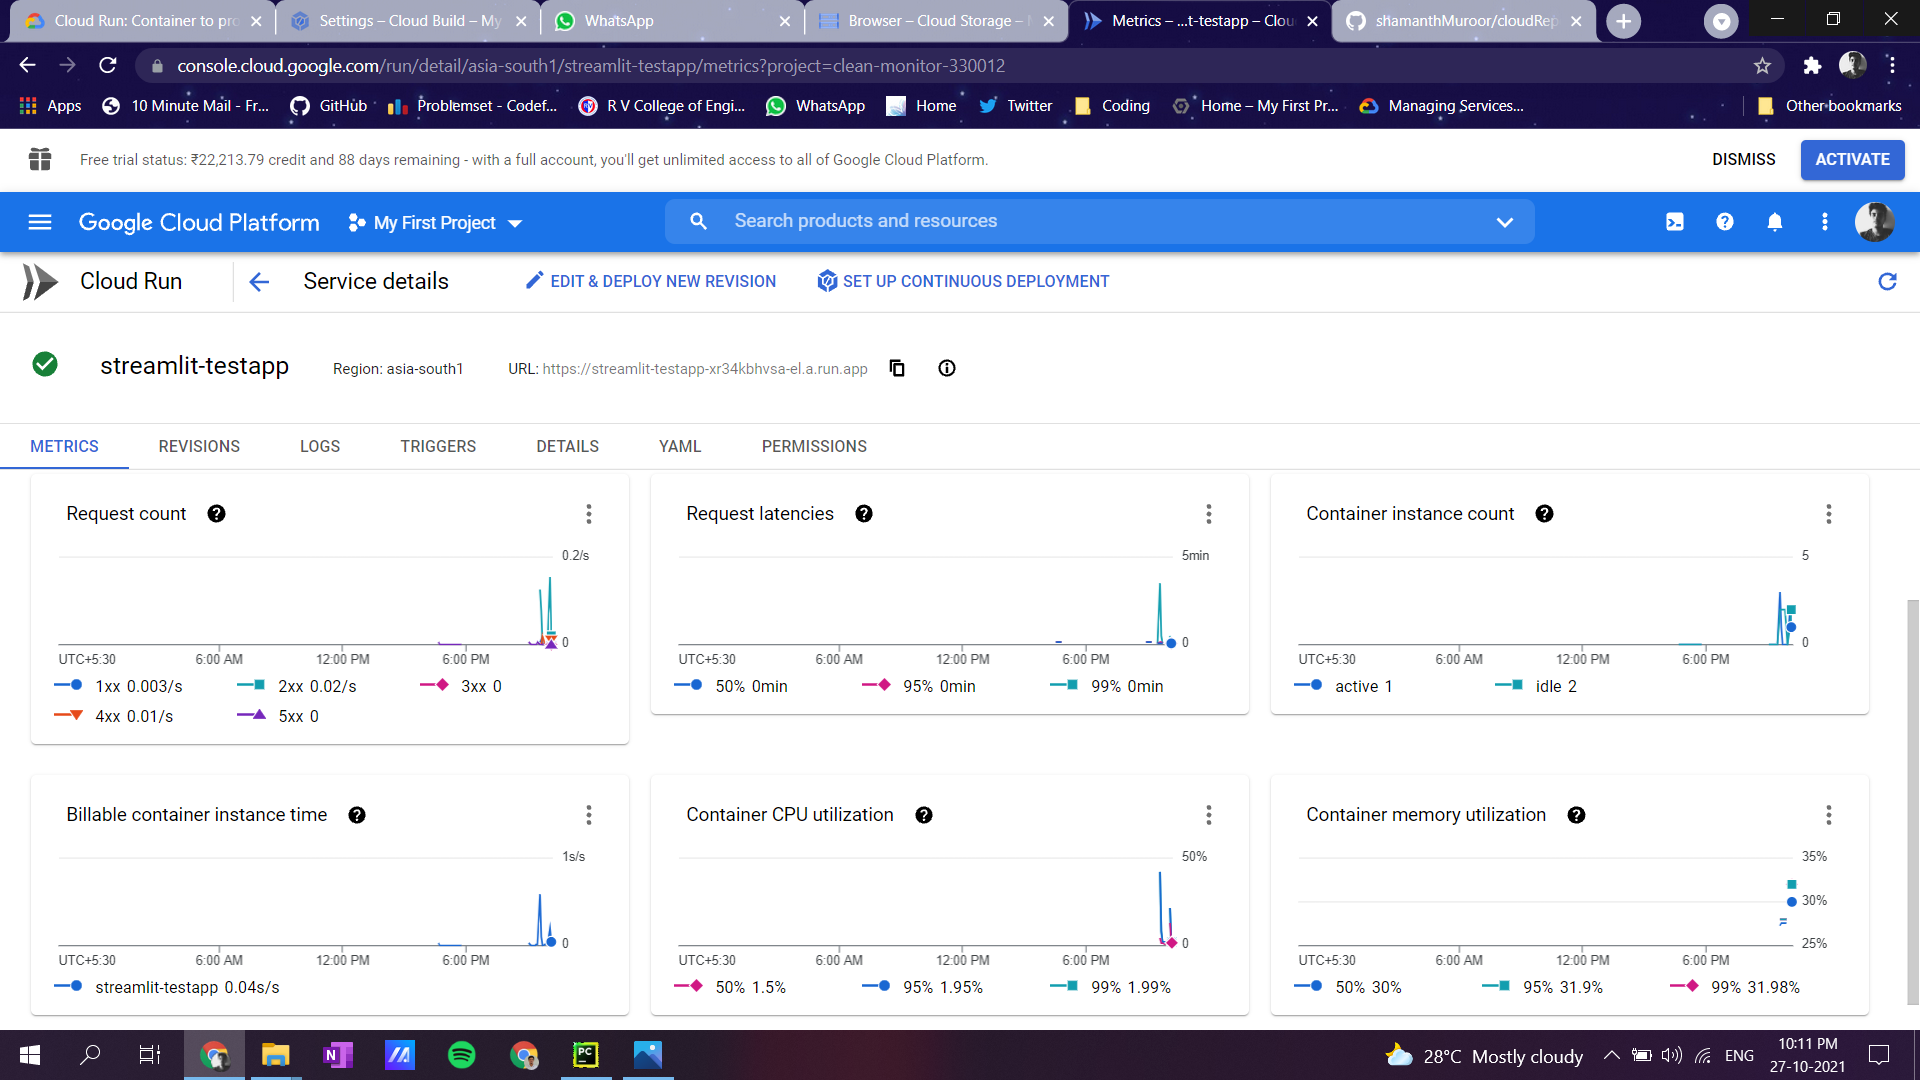 Cloud Run: Container to pro
Settings – Cloud Build – My
WhatsApp
Browser – Cloud Storage –
Metrics – ...t-testapp – Clou
shamanthMuroor/cloudRep
console.cloud.google.com/run/detail/asia-south1/streamlit-testapp/metrics?project=clean-monitor-330012
Apps
10 Minute Mail - Fr...
GitHub
Problemset - Codef...
R V College of Engi...
WhatsApp
Home
Twitter
Coding
Home – My First Pr...
Managing Services...
Other bookmarks
Free trial status: ₹22,213.79 credit and 88 days remaining - with a full account, you'll get unlimited access to all of Google Cloud Platform.
DISMISS
ACTIVATE
Google Cloud Platform
My First Project
Search products and resources
Cloud Run
Service details
EDIT & DEPLOY NEW REVISION
SET UP CONTINUOUS DEPLOYMENT
streamlit-testapp
Region: asia-south1
URL: https://streamlit-testapp-xr34kbhvsa-el.a.run.app
METRICS
REVISIONS
LOGS
TRIGGERS
DETAILS
YAML
PERMISSIONS
Request count
0.2/s
0
UTC+5:30 6:00 AM 12:00 PM 6:00 PM
1xx 0.003/s 2xx 0.02/s 3xx 0
4xx 0.01/s 5xx 0
Request latencies
5min
0
UTC+5:30 6:00 AM 12:00 PM 6:00 PM
50% 0min 95% 0min 99% 0min
Container instance count
5
0
UTC+5:30 6:00 AM 12:00 PM 6:00 PM
active 1 idle 2
Billable container instance time
1s/s
0
UTC+5:30 6:00 AM 12:00 PM 6:00 PM
streamlit-testapp 0.04s/s
Container CPU utilization
50%
0
UTC+5:30 6:00 AM 12:00 PM 6:00 PM
50% 1.5% 95% 1.95% 99% 1.99%
Container memory utilization
35%
30%
25%
UTC+5:30 6:00 AM 12:00 PM 6:00 PM
50% 30% 95% 31.9% 99% 31.98%
N
PC
28°C Mostly cloudy
ENG
10:11 PM
27-10-2021